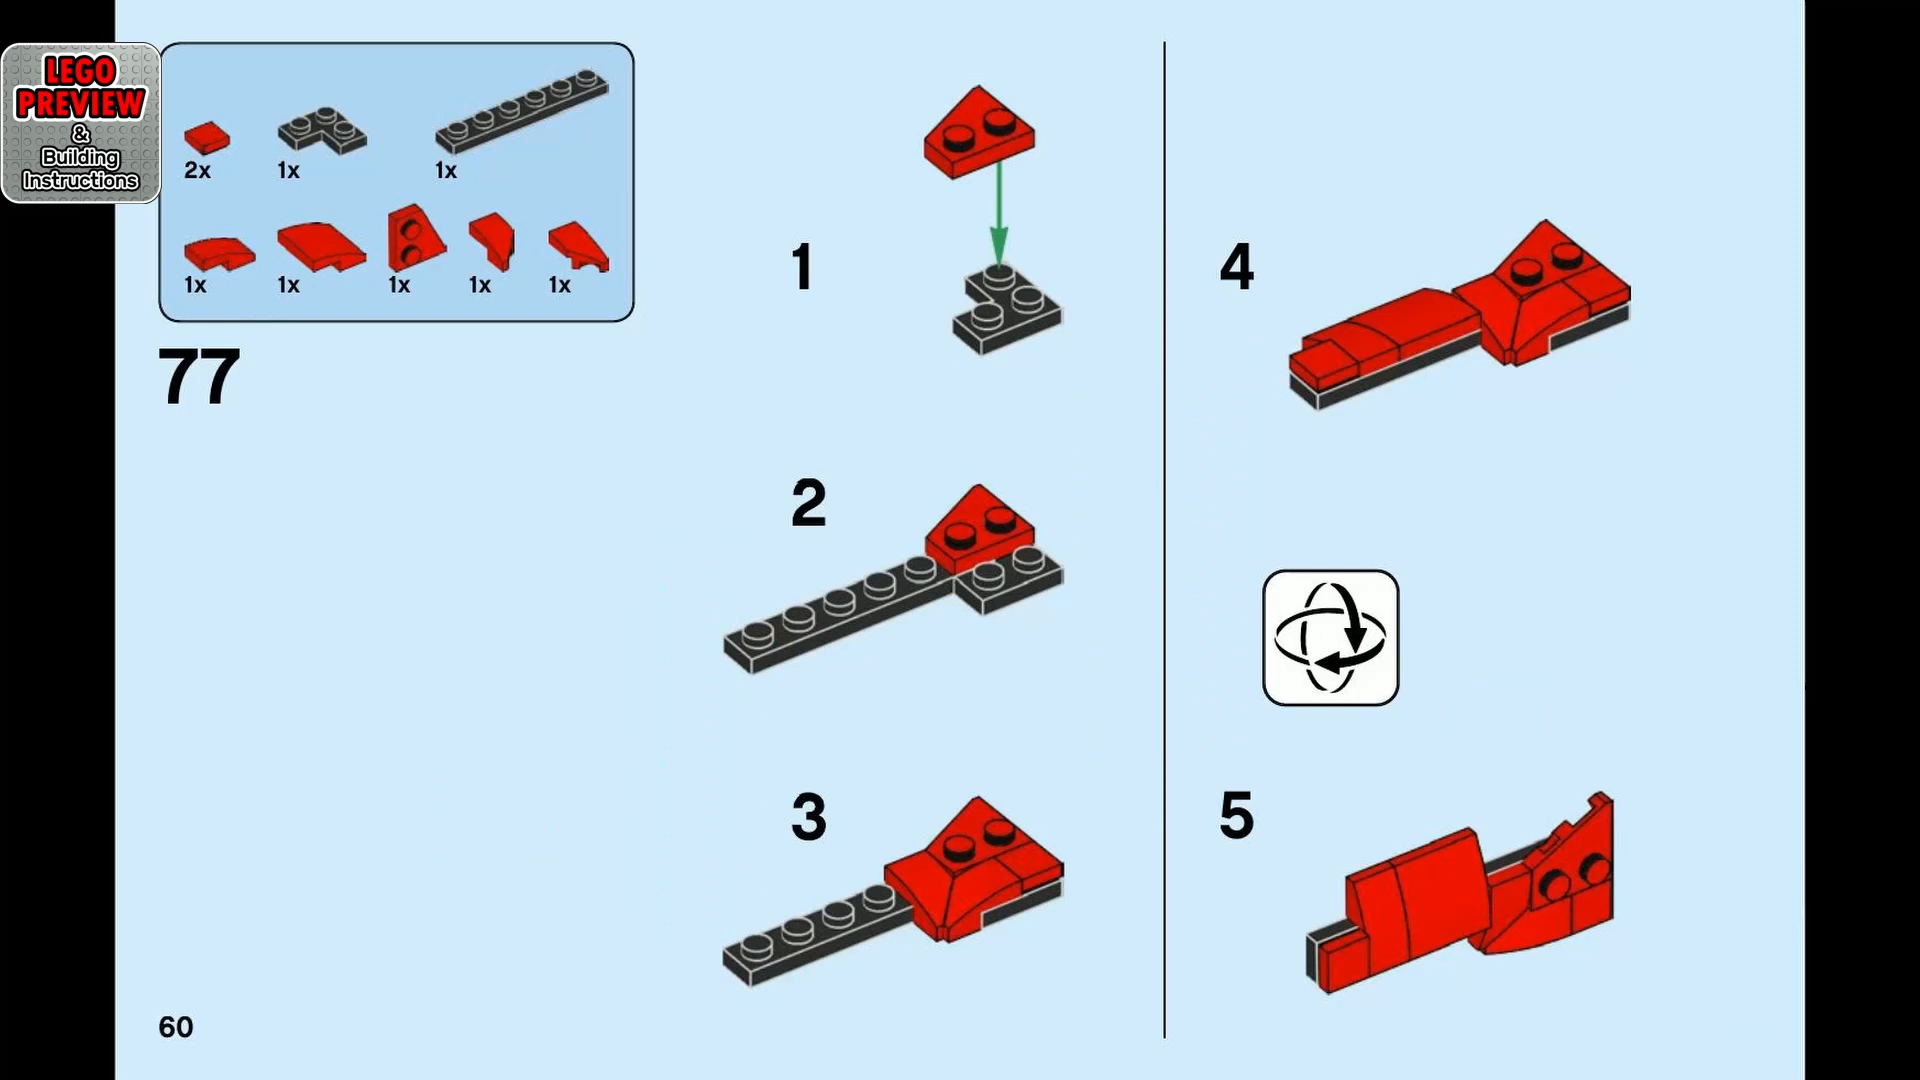 LEGO
PREVIEW
&
Building
Instructions
2x
1x
1x
1x
1x
1x
1x
1x
77
1
2
3
4
5
60